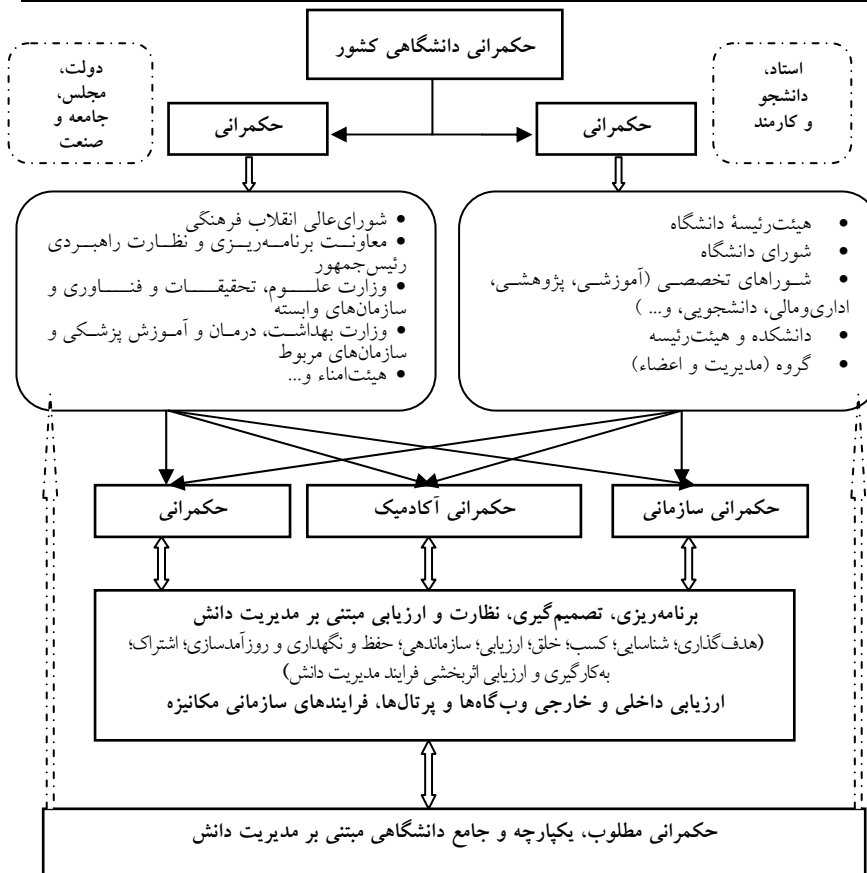 حکمرانی دانشگاهی کشور
استاد،
دانشجو
و کارمند
دولت،
مجلس،
جامعه و
صنعت
حکمرانی
حکمرانی
هیئت‌رئیسۀ دانشگاه
شورای دانشگاه
شوراهای تخصصی (آموزشی، پژوهشی،
اداری‌ومالی، دانشجویی، و... )
دانشکده و هیئت‌رئیسه
گروه (مدیریت و اعضاء)
شورای‌عالی انقلاب فرهنگی
معاونت برنامه‌ریزی و نظارت راهبردی
رئیس‌جمهور
وزارت علوم، تحقیقات و فناوری و
سازمان‌های وابسته
وزارت بهداشت، درمان و آموزش پزشکی و
سازمان‌های مربوط
هیئت‌امناء و...
حکمرانی سازمانی
حکمرانی آکادمیک
حکمرانی
برنامه‌ریزی، تصمیم‌گیری، نظارت و ارزیابی مبتنی بر مدیریت دانش
(هدف‌گذاری؛ شناسایی؛ کسب؛ خلق؛ ارزیابی؛ سازماندهی؛ حفظ و نگهداری و روزآمدسازی؛ اشتراک؛
به‌کارگیری و ارزیابی اثربخشی فرایند مدیریت دانش)
ارزیابی داخلی و خارجی وب‌گاه‌ها و پرتال‌ها، فرایندهای سازمانی مکانیزه
حکمرانی مطلوب، یکپارچه و جامع دانشگاهی مبتنی بر مدیریت دانش